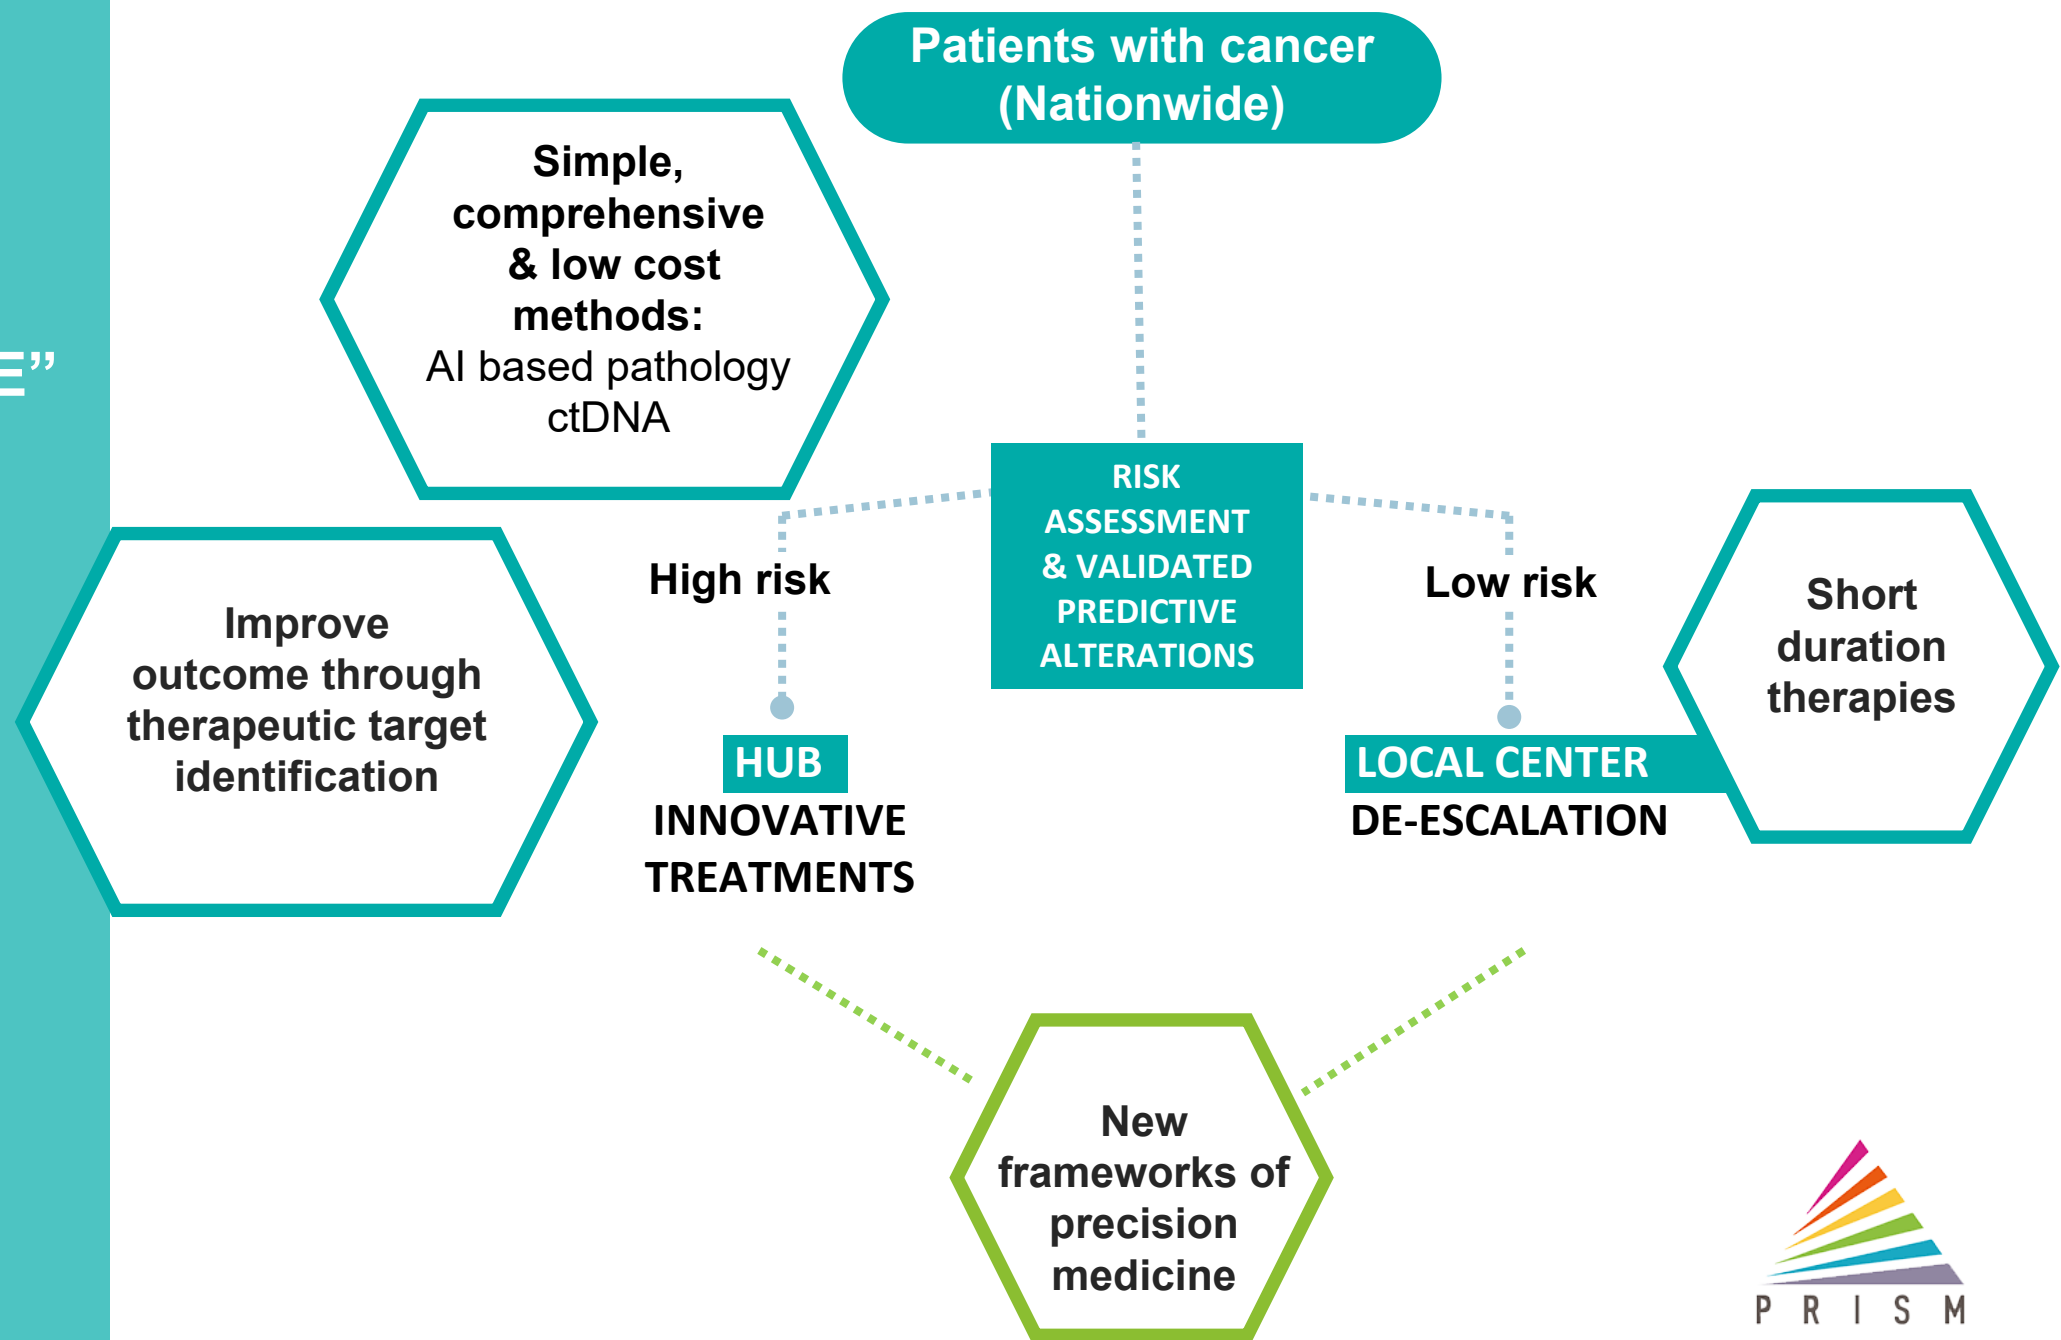 Patients with cancer
(Nationwide)
Simple,
comprehensive
& low cost
methods:
AI based pathology
ctDNA
E”
RISK
ASSESSMENT
& VALIDATED
PREDICTIVE
ALTERATIONS
High risk
Low risk
Improve
outcome through
therapeutic target
identification
Short
duration
therapies
HUB
INNOVATIVE
TREATMENTS
LOCAL CENTER
DE-ESCALATION
New
frameworks of
precision
medicine
PRISM